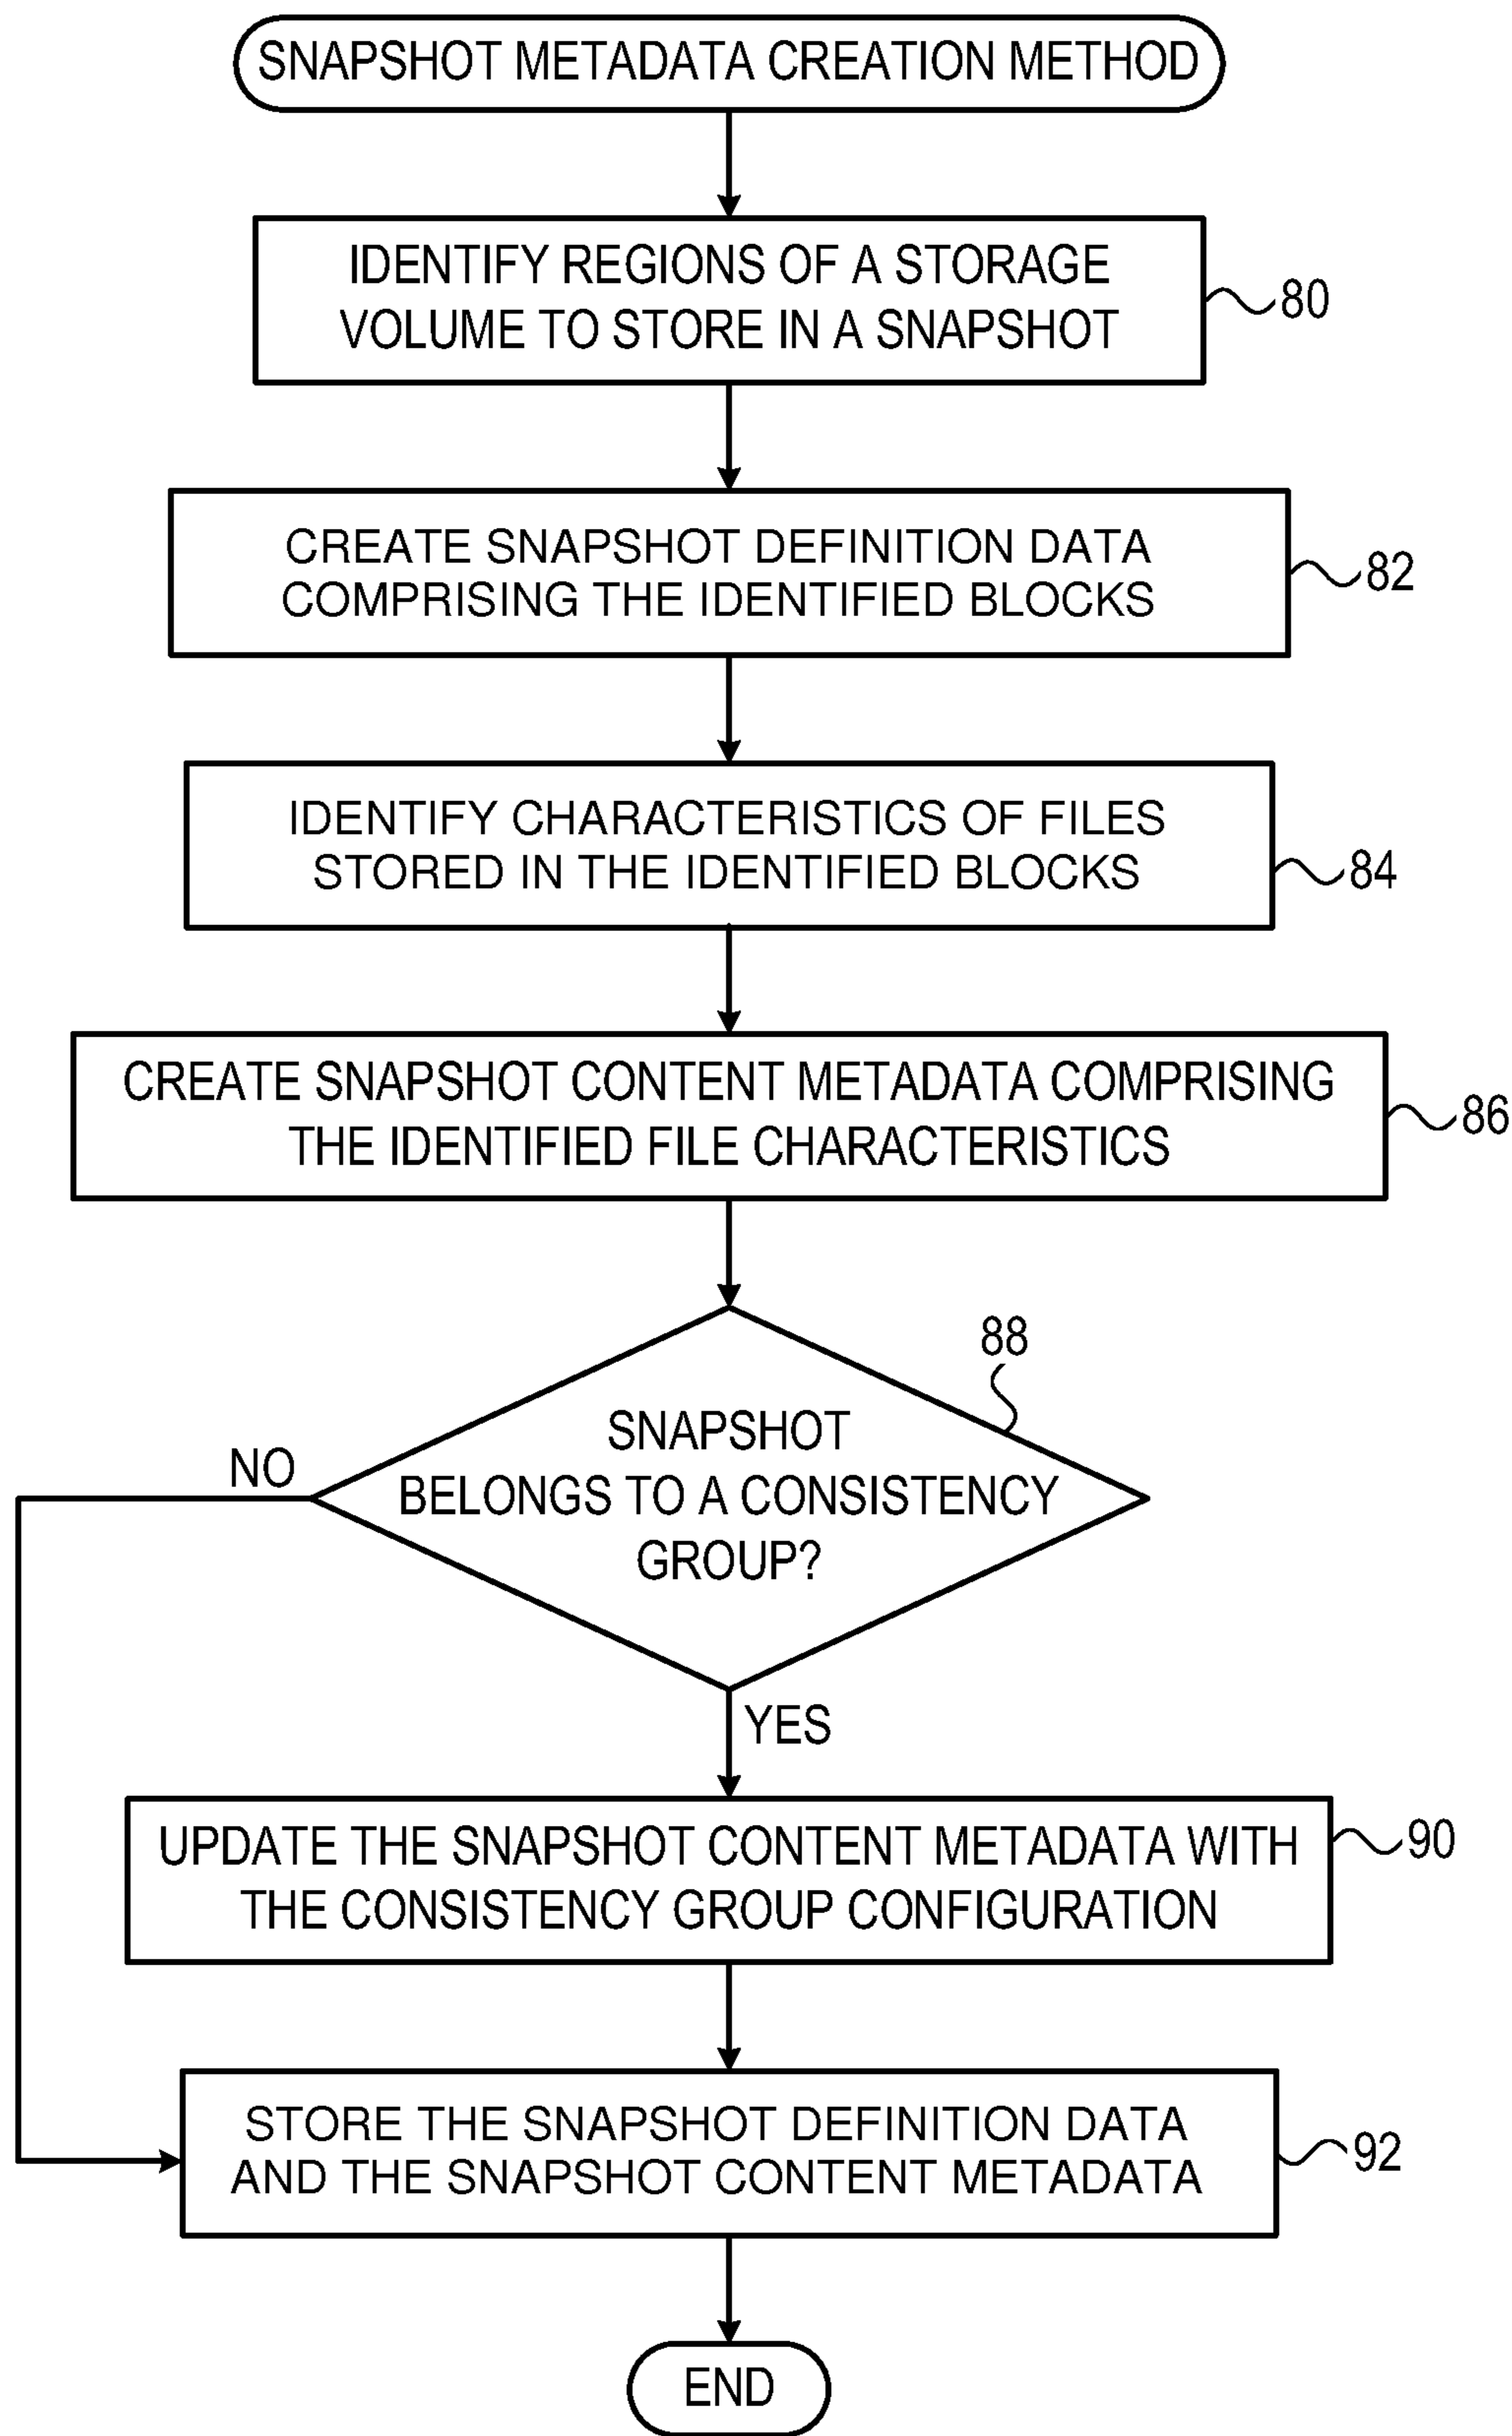 SNAPSHOT METADATA CREATION METHOD
IDENTIFY REGIONS OF A STORAGE
VOLUME TO STORE IN A SNAPSHOT
80
CREATE SNAPSHOT DEFINITION DATA
COMPRISING THE IDENTIFIED BLOCKS
82
IDENTIFY CHARACTERISTICS OF FILES
STORED IN THE IDENTIFIED BLOCKS
84
CREATE SNAPSHOT CONTENT METADATA COMPRISING
THE IDENTIFIED FILE CHARACTERISTICS
86
88
SNAPSHOT
BELONGS TO A CONSISTENCY
GROUP?
NO
YES
UPDATE THE SNAPSHOT CONTENT METADATA WITH
THE CONSISTENCY GROUP CONFIGURATION
90
STORE THE SNAPSHOT DEFINITION DATA
AND THE SNAPSHOT CONTENT METADATA
92
END